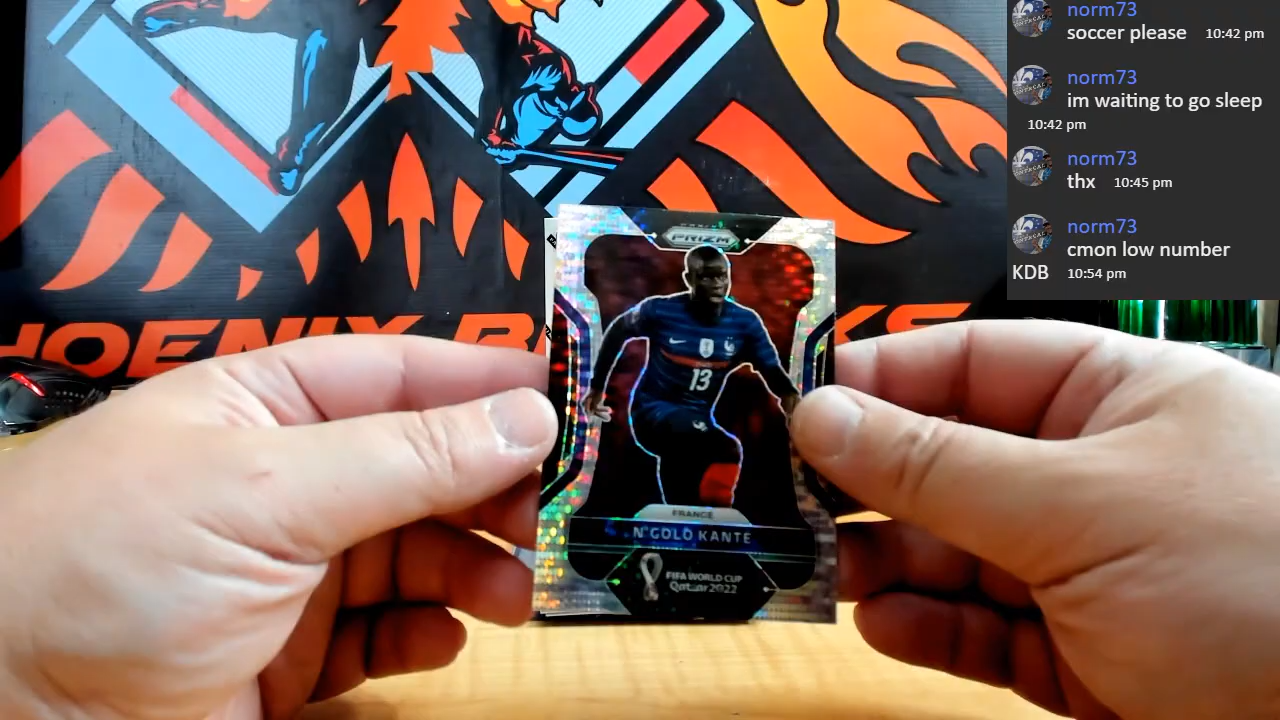 norm73
soccer please 10:42 pm
norm73
im waiting to go sleep
10:42 pm
norm73
thx 10:45 pm
norm73
cmon low number
KDB 10:54 pm
PRIZM
13
FRANCE
N'GOLO KANTE
FIFA WORLD CUP
Qatar2022